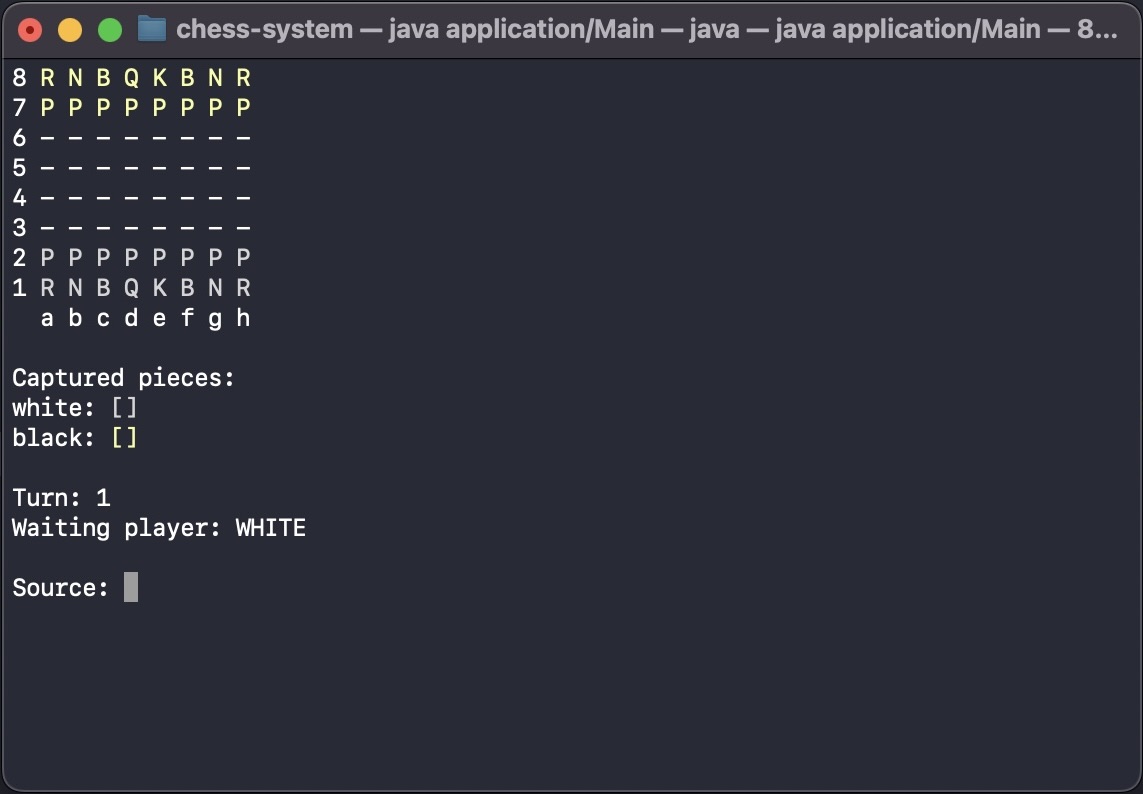 chess-system — java application/Main — java — java application/Main — 8...
8 R N B Q K B N R
7 P P P P P P P P
6 - - - - - - - -
5 - - - - - - - -
4 - - - - - - - -
3 - - - - - - - -
2 P P P P P P P P
1 R N B Q K B N R
  a b c d e f g h
Captured pieces:
white: []
black: []
Turn: 1
Waiting player: WHITE
Source: